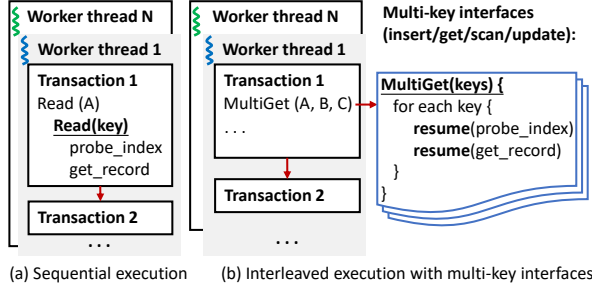 Worker thread N
Worker thread 1
Transaction 1
Read (A)
Read(key)
probe_index
get_record
Transaction 2
...
(a) Sequential execution
Worker thread N
Worker thread 1
Transaction 1
MultiGet (A, B, C)
. . .
Transaction 2
...
Multi-key interfaces
(insert/get/scan/update):
MultiGet(keys) {
for each key {
resume(probe_index)
resume(get_record)
}
}
(b) Interleaved execution with multi-key interfaces